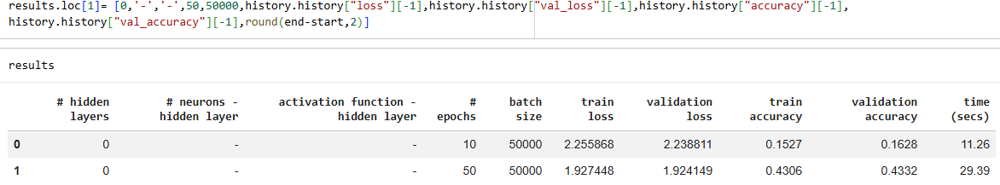 results.loc[1]= [0,'-','-',50,50000,history.history["loss"][-1],history.history["val_loss"][-1],history.history["accuracy"][-1],
history.history["val_accuracy"][-1],round(end-start,2)]
results
# hidden layers # neurons - hidden layer activation function - hidden layer # epochs batch size train loss validation loss train accuracy validation accuracy time (secs)
0 0 - - 10 50000 2.255868 2.238811 0.1527 0.1628 11.26
1 0 - - 50 50000 1.927448 1.924149 0.4306 0.4332 29.39